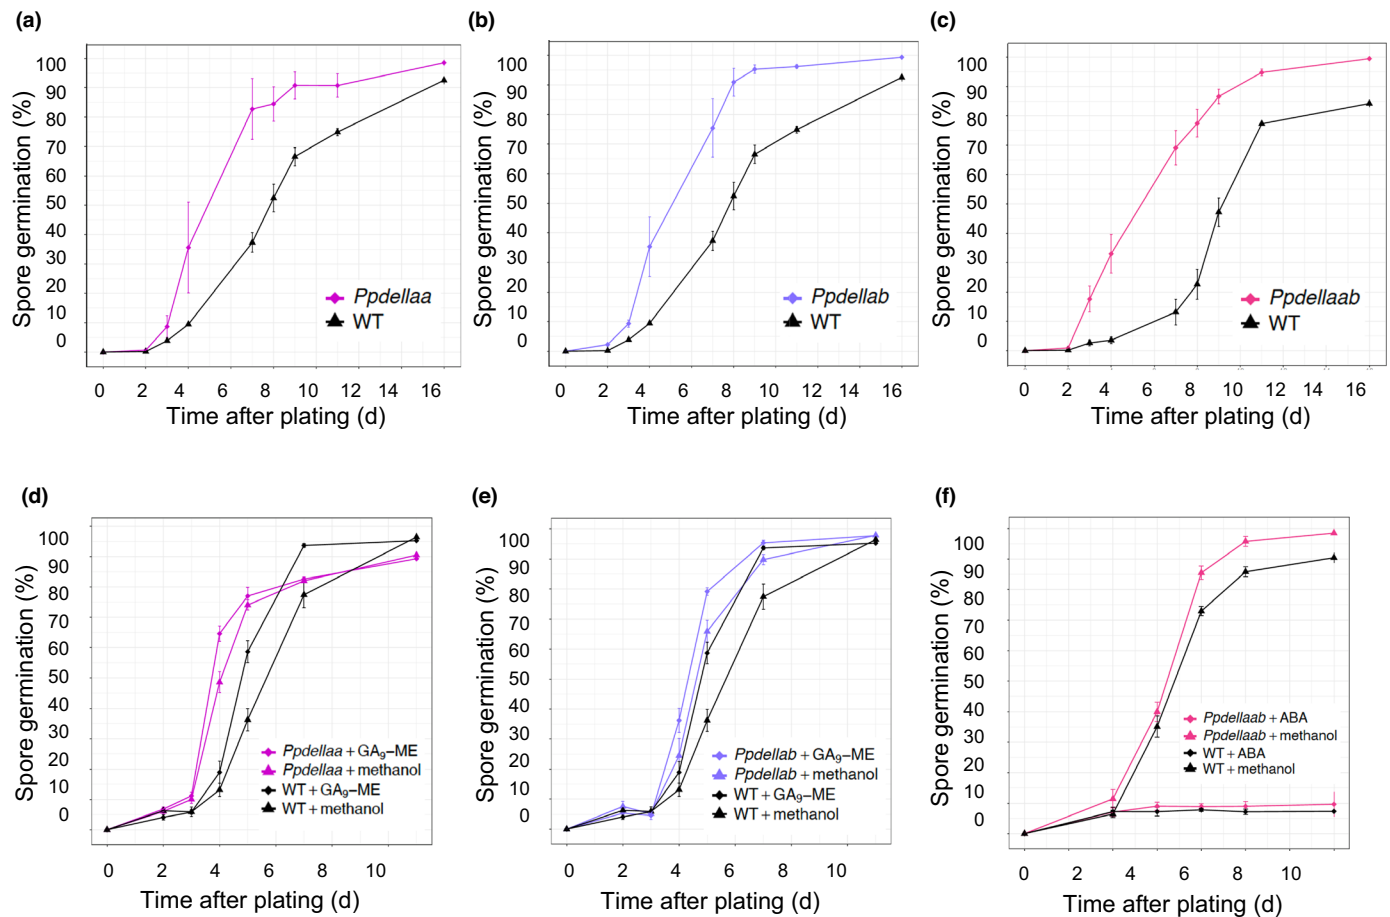 (a)
100
90
80
70
60
50
40
30
20
10
0
Spore germination (%)
Ppdellaa
WT
0 2 4 6 8 10 12 14 16
Time after plating (d)
(b)
100
90
80
70
60
50
40
30
20
10
0
Spore germination (%)
Ppdellab
WT
0 2 4 6 8 10 12 14 16
Time after plating (d)
(c)
100
90
80
70
60
50
40
30
20
10
0
Spore germination (%)
Ppdellaab
WT
0 2 4 6 8 10 12 14 16
Time after plating (d)
(d)
100
90
80
70
60
50
40
30
20
10
0
Spore germination (%)
Ppdellaa + GA₉–ME
Ppdellaa + methanol
WT + GA₉–ME
WT + methanol
0 2 4 6 8 10
Time after plating (d)
(e)
100
90
80
70
60
50
40
30
20
10
0
Spore germination (%)
Ppdellab + GA₉–ME
Ppdellab + methanol
WT + GA₉–ME
WT + methanol
0 2 4 6 8 10
Time after plating (d)
(f)
100
90
80
70
60
50
40
30
20
10
0
Spore germination (%)
Ppdellaab + ABA
Ppdellaab + methanol
WT + ABA
WT + methanol
0 2 4 6 8 10
Time after plating (d)